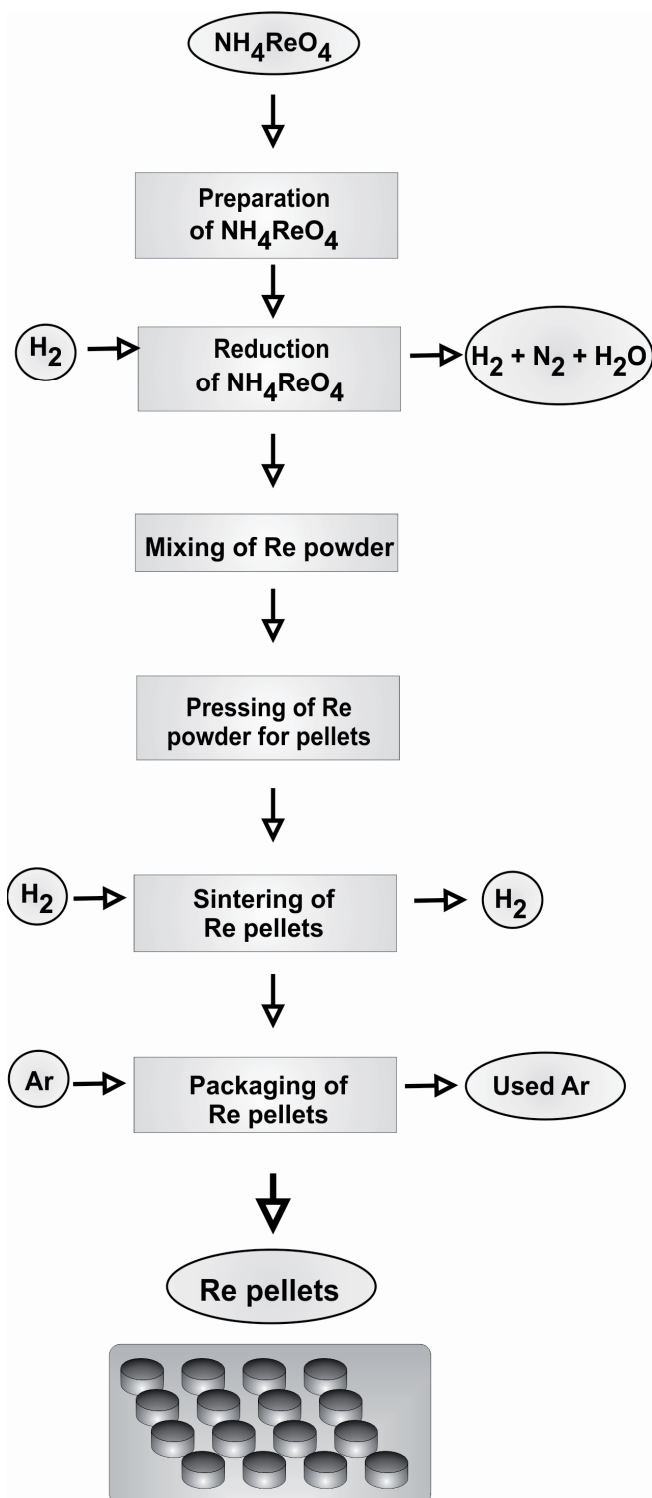 NH4ReO4
Preparation
of NH4ReO4
H2
Reduction
of NH4ReO4
H2 + N2 + H2O
Mixing of Re powder
Pressing of Re
powder for pellets
H2
Sintering of
Re pellets
H2
Ar
Packaging of
Re pellets
Used Ar
Re pellets